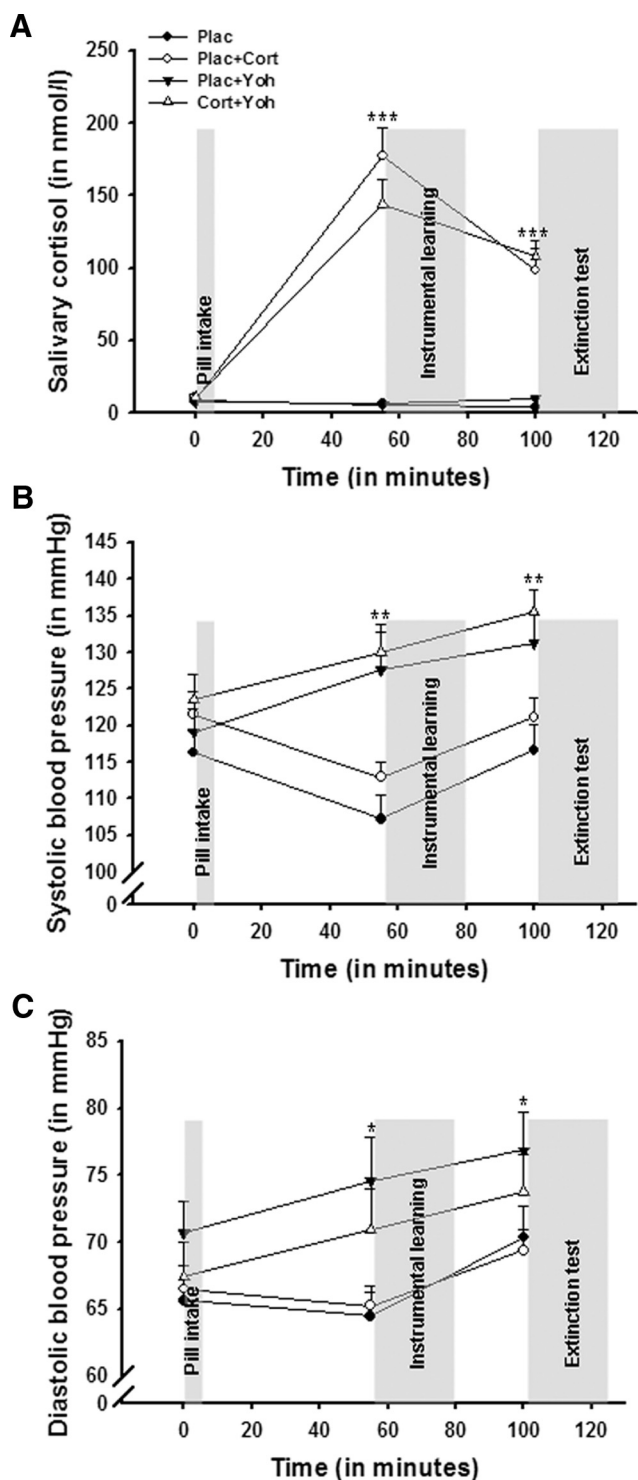 A
Plac
Plac+Cort
Plac+Yoh
Cort+Yoh
Salivary cortisol (in nmol/l)
250
200
150
100
50
0
***
***
Pill intake
Instrumental learning
Extinction test
0 20 40 60 80 100 120
Time (in minutes)
B
Systolic blood pressure (in mmHg)
145
140
135
130
125
120
115
110
105
100
0
**
**
Pill intake
Instrumental learning
Extinction test
0 20 40 60 80 100 120
Time (in minutes)
C
Diastolic blood pressure (in mmHg)
85
80
75
70
65
60
0
*
*
Pill intake
Instrumental learning
Extinction test
0 20 40 60 80 100 120
Time (in minutes)